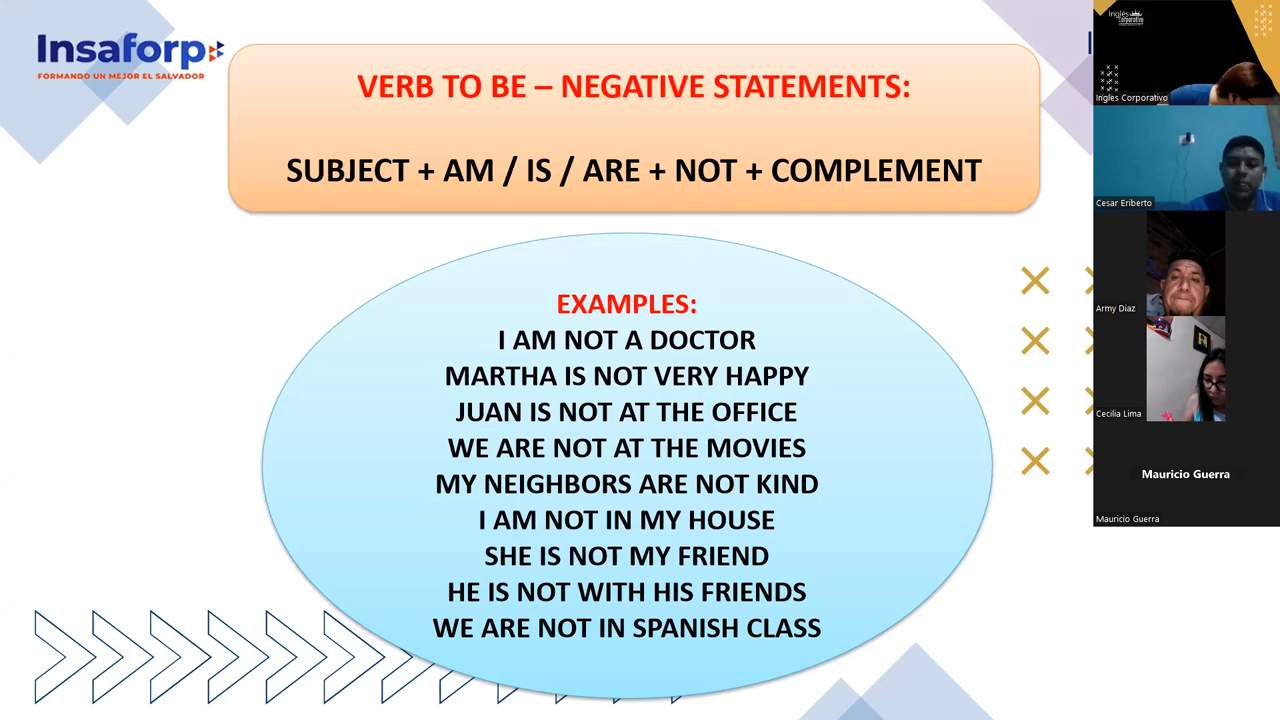 Insaforp
FORMANDO UN MEJOR EL SALVADOR
VERB TO BE – NEGATIVE STATEMENTS:
SUBJECT + AM / IS / ARE + NOT + COMPLEMENT
EXAMPLES:
I AM NOT A DOCTOR
MARTHA IS NOT VERY HAPPY
JUAN IS NOT AT THE OFFICE
WE ARE NOT AT THE MOVIES
MY NEIGHBORS ARE NOT KIND
I AM NOT IN MY HOUSE
SHE IS NOT MY FRIEND
HE IS NOT WITH HIS FRIENDS
WE ARE NOT IN SPANISH CLASS
Inglés
Corporativo
Ingles Corporativo
Cesar Eriberto
Army Diaz
Cecilia Lima
Mauricio Guerra
Mauricio Guerra